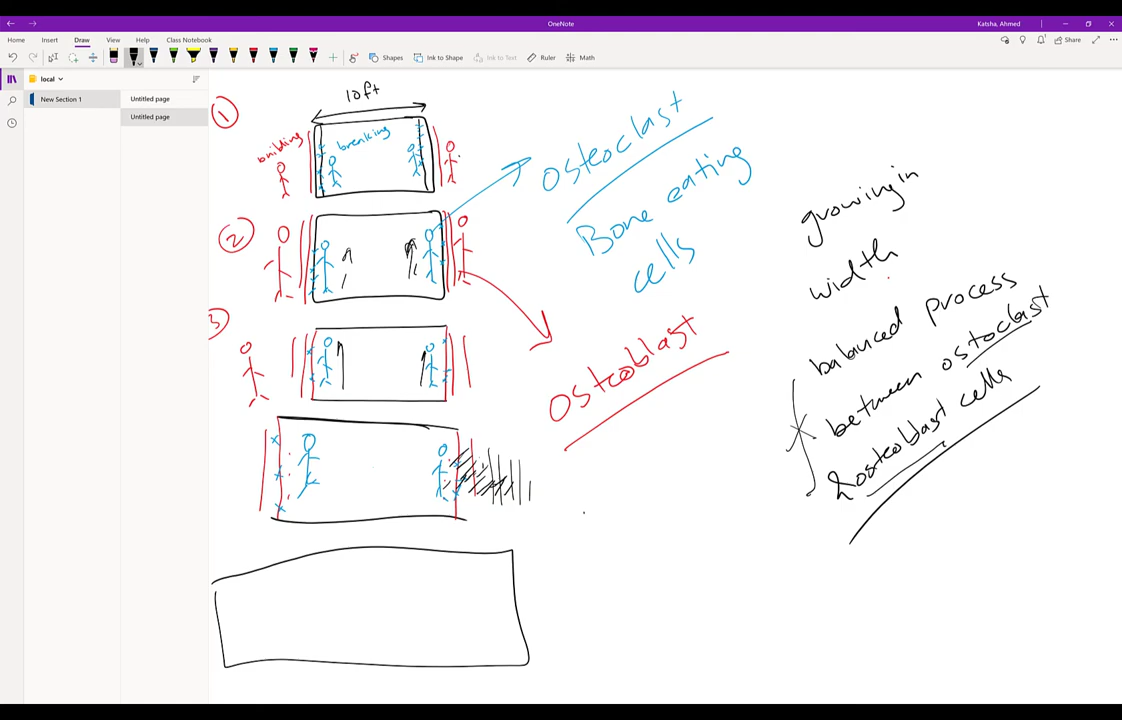 OneNote
Katsha, Ahmed
Home
Insert
Draw
View
Help
Class Notebook
Shapes
Ink to Shape
Ink to Text
Ruler
Math
Share
local
New Section 1
Untitled page
Untitled page
1
10ft
building
breaking
2
3
osteoclast
Bone eating
cells
osteoblast
growing in
width
balanced process
between ostoclast
& osteoblast cells